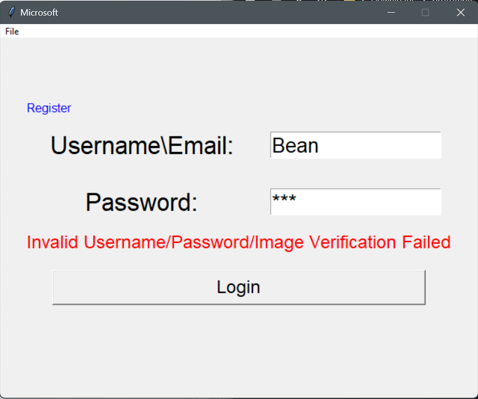 Microsoft
File
Register
Username\Email: Bean
Password: ***
Invalid Username/Password/Image Verification Failed
Login